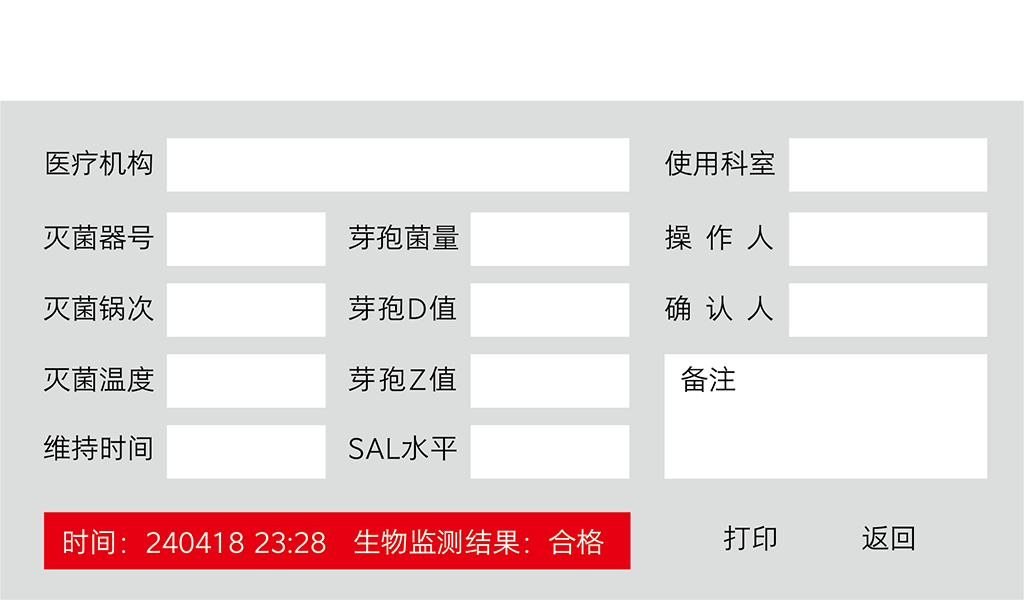 医疗机构 使用科室
灭菌器号 芽孢菌量 操作人
灭菌锅次 芽孢D值 确认人
灭菌温度 芽孢Z值 备注
维持时间 SAL水平
时间：240418 23:28 生物监测结果：合格 打印 返回